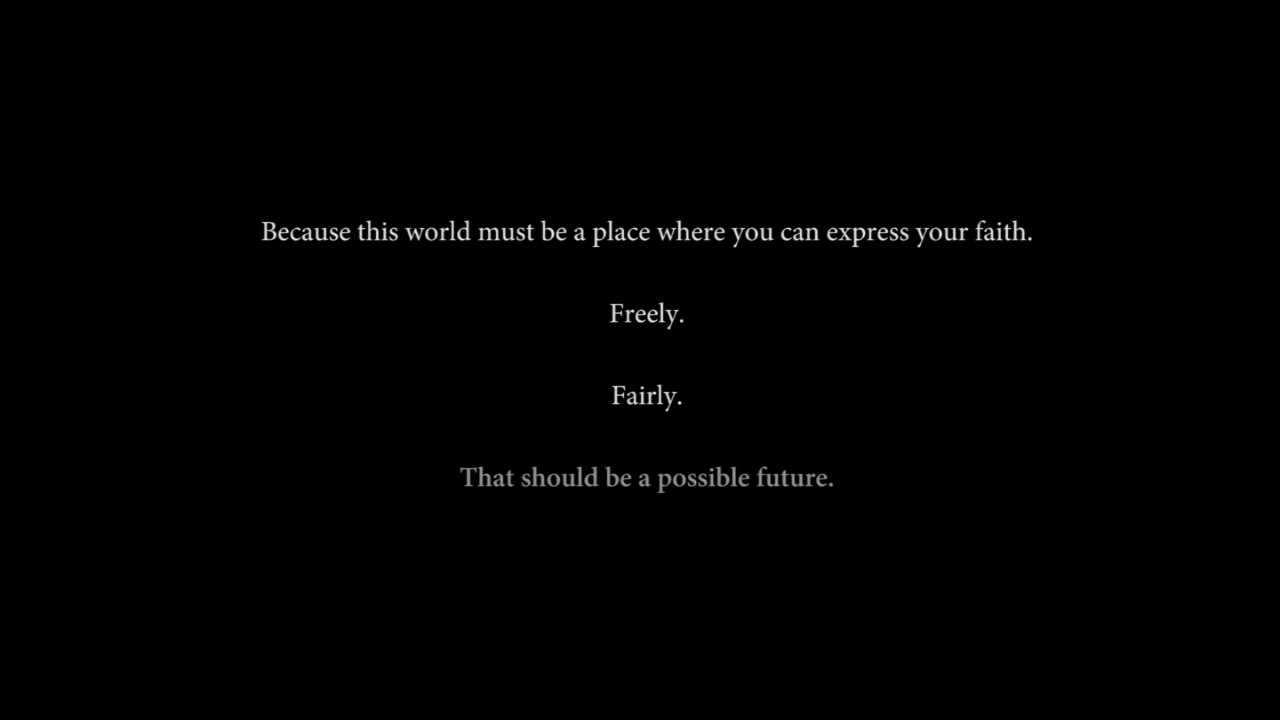 Because this world must be a place where you can express your faith.
Freely.
Fairly.
That should be a possible future.